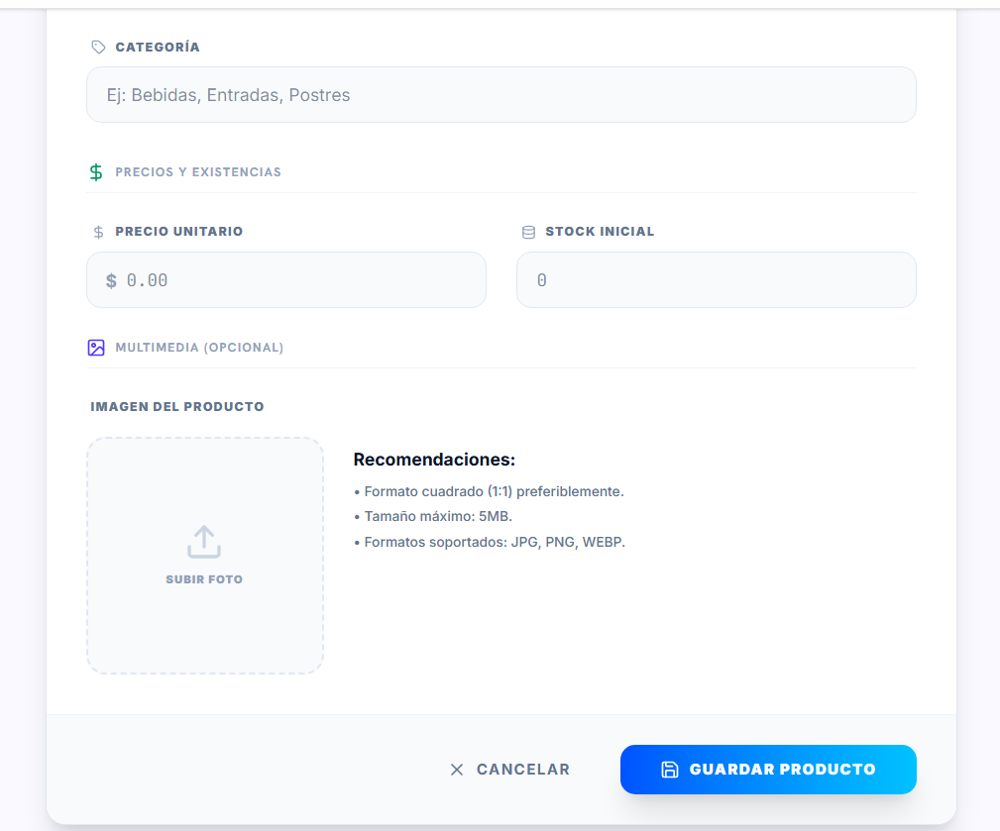 CATEGORÍA
Ej: Bebidas, Entradas, Postres
$ PRECIOS Y EXISTENCIAS
$ PRECIO UNITARIO
STOCK INICIAL
$ 0.00
0
MULTIMEDIA (OPCIONAL)
IMAGEN DEL PRODUCTO
SUBIR FOTO
Recomendaciones:
• Formato cuadrado (1:1) preferiblemente.
• Tamaño máximo: 5MB.
• Formatos soportados: JPG, PNG, WEBP.
CANCELAR
GUARDAR PRODUCTO